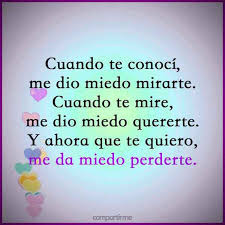 Cuando te conocí,
me dio miedo mirarte.
Cuando te mire,
me dio miedo quererte.
Y ahora que te quiero,
me da miedo perderte.
compartirme